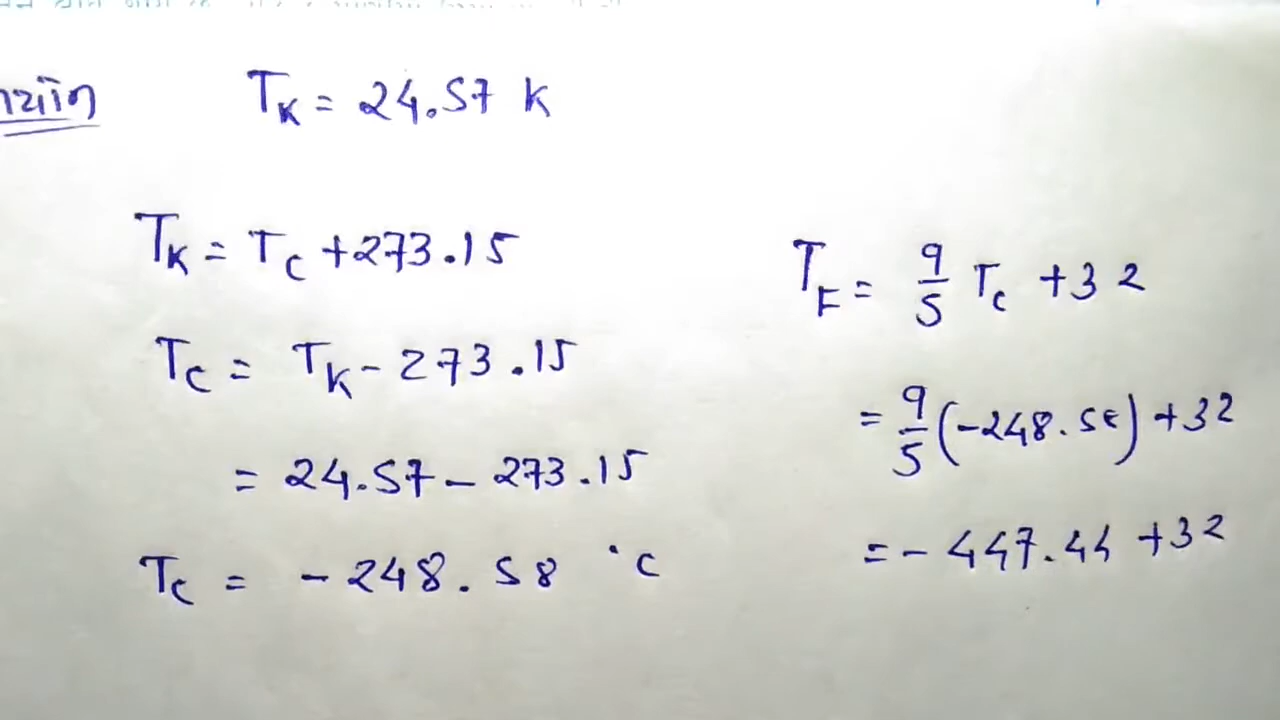 T_K = 24.57 K
T_K = T_C + 273.15
T_C = T_K - 273.15
= 24.57 - 273.15
T_C = - 248.58 °C
T_F = 9/5 T_C + 32
= 9/5 (-248.58) + 32
= - 447.44 + 32